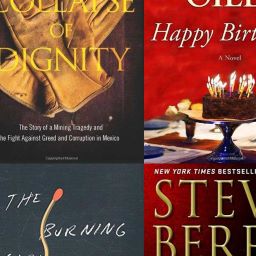 COLLAPSE
OF
DIGNITY
The Story of a Mining Tragedy and
the Fight Against Greed and Corruption in Mexico
Happy Birt
A Novel
THE
BURNING
NEW YORK TIMES BESTSELLE
STEV
BERR